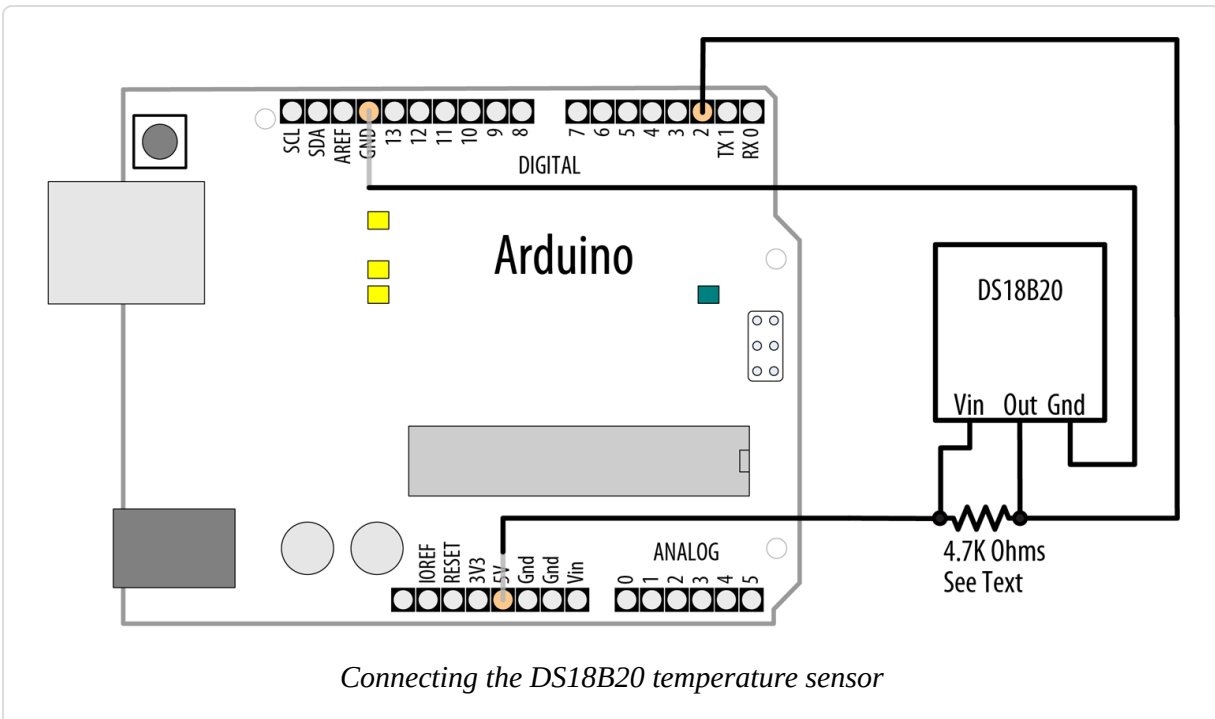 SCL SDA AREF GND 13 12 11 10 9 8 7 6 5 4 3 2 TX 1 RX 0
DIGITAL
Arduino
DS18B20
Vin Out Gnd
4.7K Ohms
See Text
ANALOG
IOREF RESET 3V3 5V Gnd Gnd Vin 0 1 2 3 4 5
Connecting the DS18B20 temperature sensor